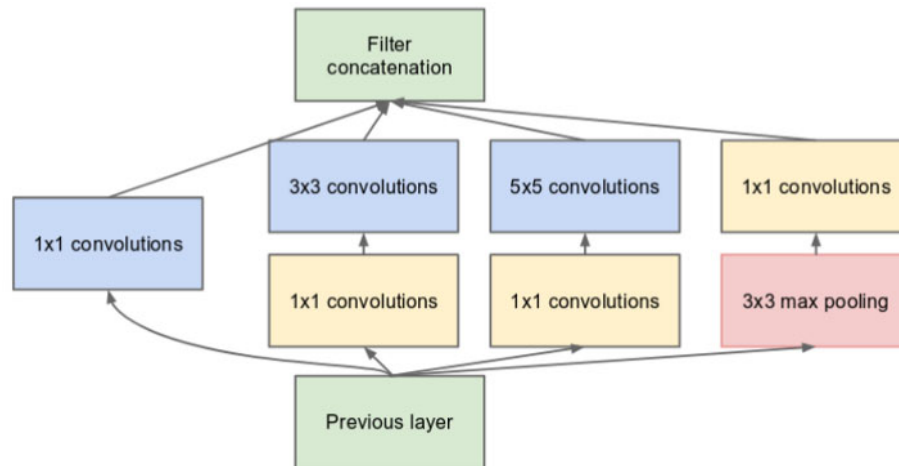 Filter
concatenation
3x3 convolutions
5x5 convolutions
1x1 convolutions
1x1 convolutions
1x1 convolutions
1x1 convolutions
3x3 max pooling
Previous layer